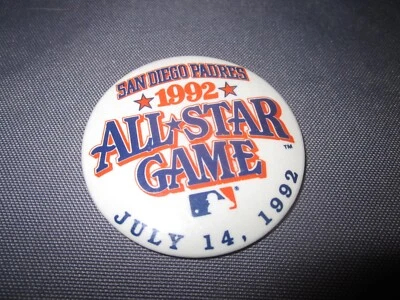 SAN DIEGO PADRES
1992
ALL★STAR
GAME
TM
JULY 14, 1992